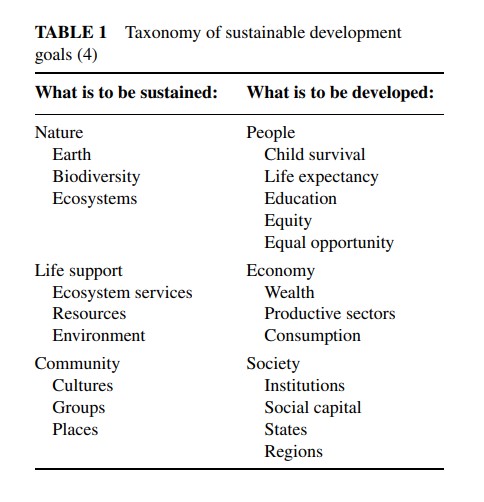 TABLE 1 Taxonomy of sustainable development
goals (4)
What is to be sustained: What is to be developed:
Nature People
Earth Child survival
Biodiversity Life expectancy
Ecosystems Education
Equity
Equal opportunity
Life support Economy
Ecosystem services Wealth
Resources Productive sectors
Environment Consumption
Community Society
Cultures Institutions
Groups Social capital
Places States
Regions